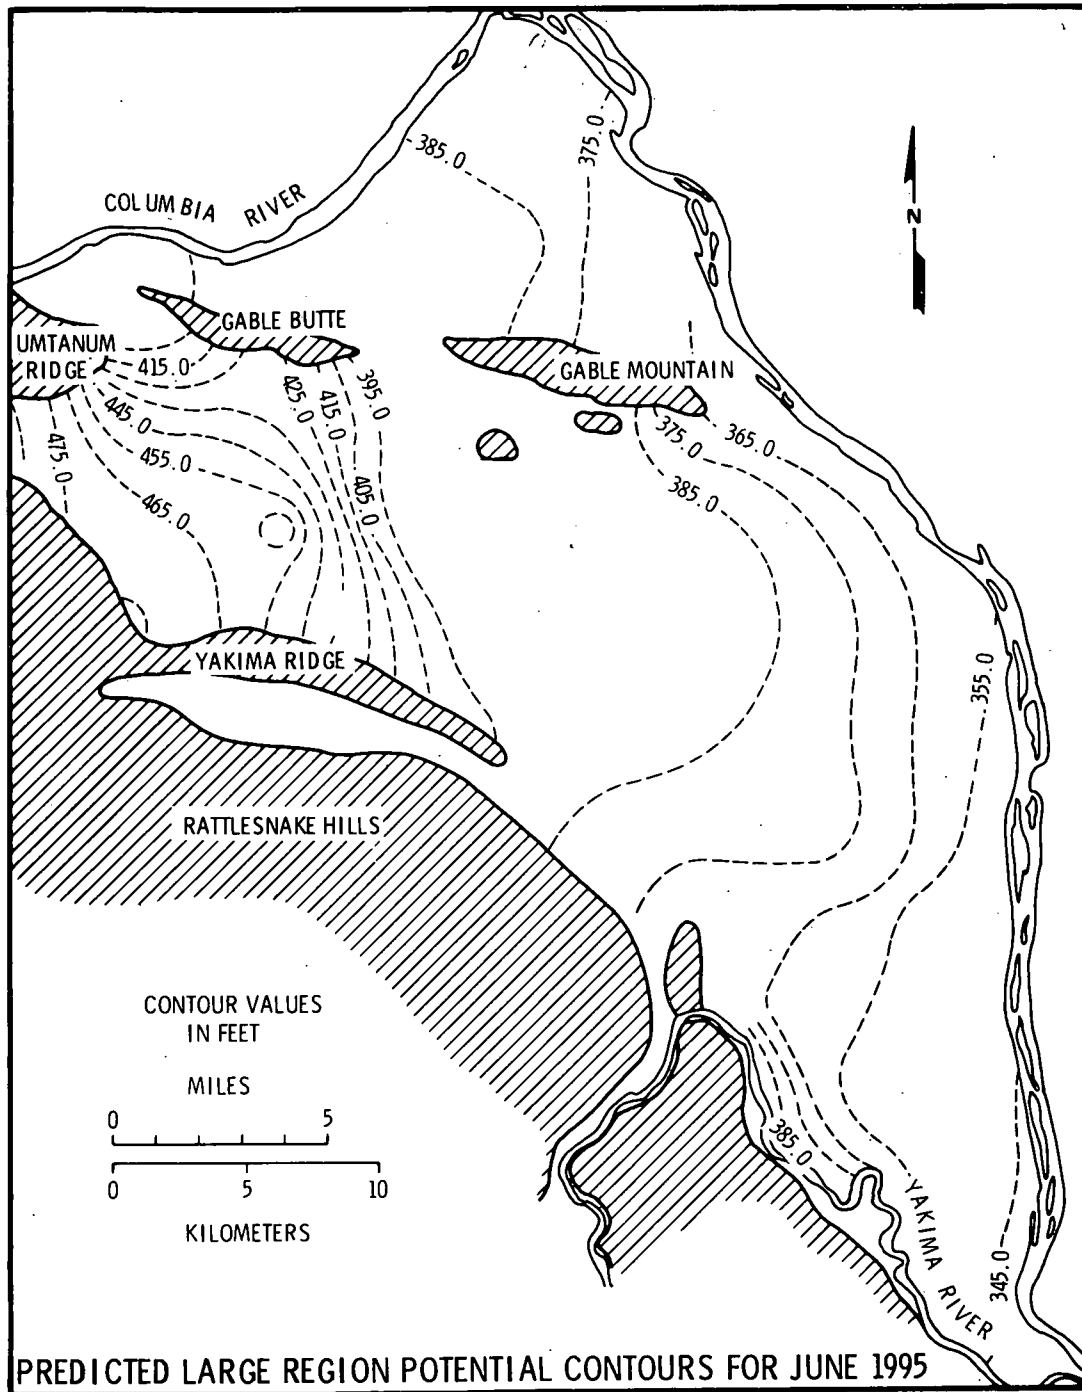 385.0
375.0
COLUMBIA RIVER
N
GABLE BUTTE
UMTANUM
RIDGE
415.0
GABLE MOUNTAIN
425.0
415.0
395.0
445.0
375.0
365.0
475.0
455.0
405.0
385.0
465.0
YAKIMA RIDGE
355.0
RATTLESNAKE HILLS
CONTOUR VALUES
IN FEET
MILES
0 5
0 5 10
KILOMETERS
385.0
YAKIMA RIVER
345.0
PREDICTED LARGE REGION POTENTIAL CONTOURS FOR JUNE 1995